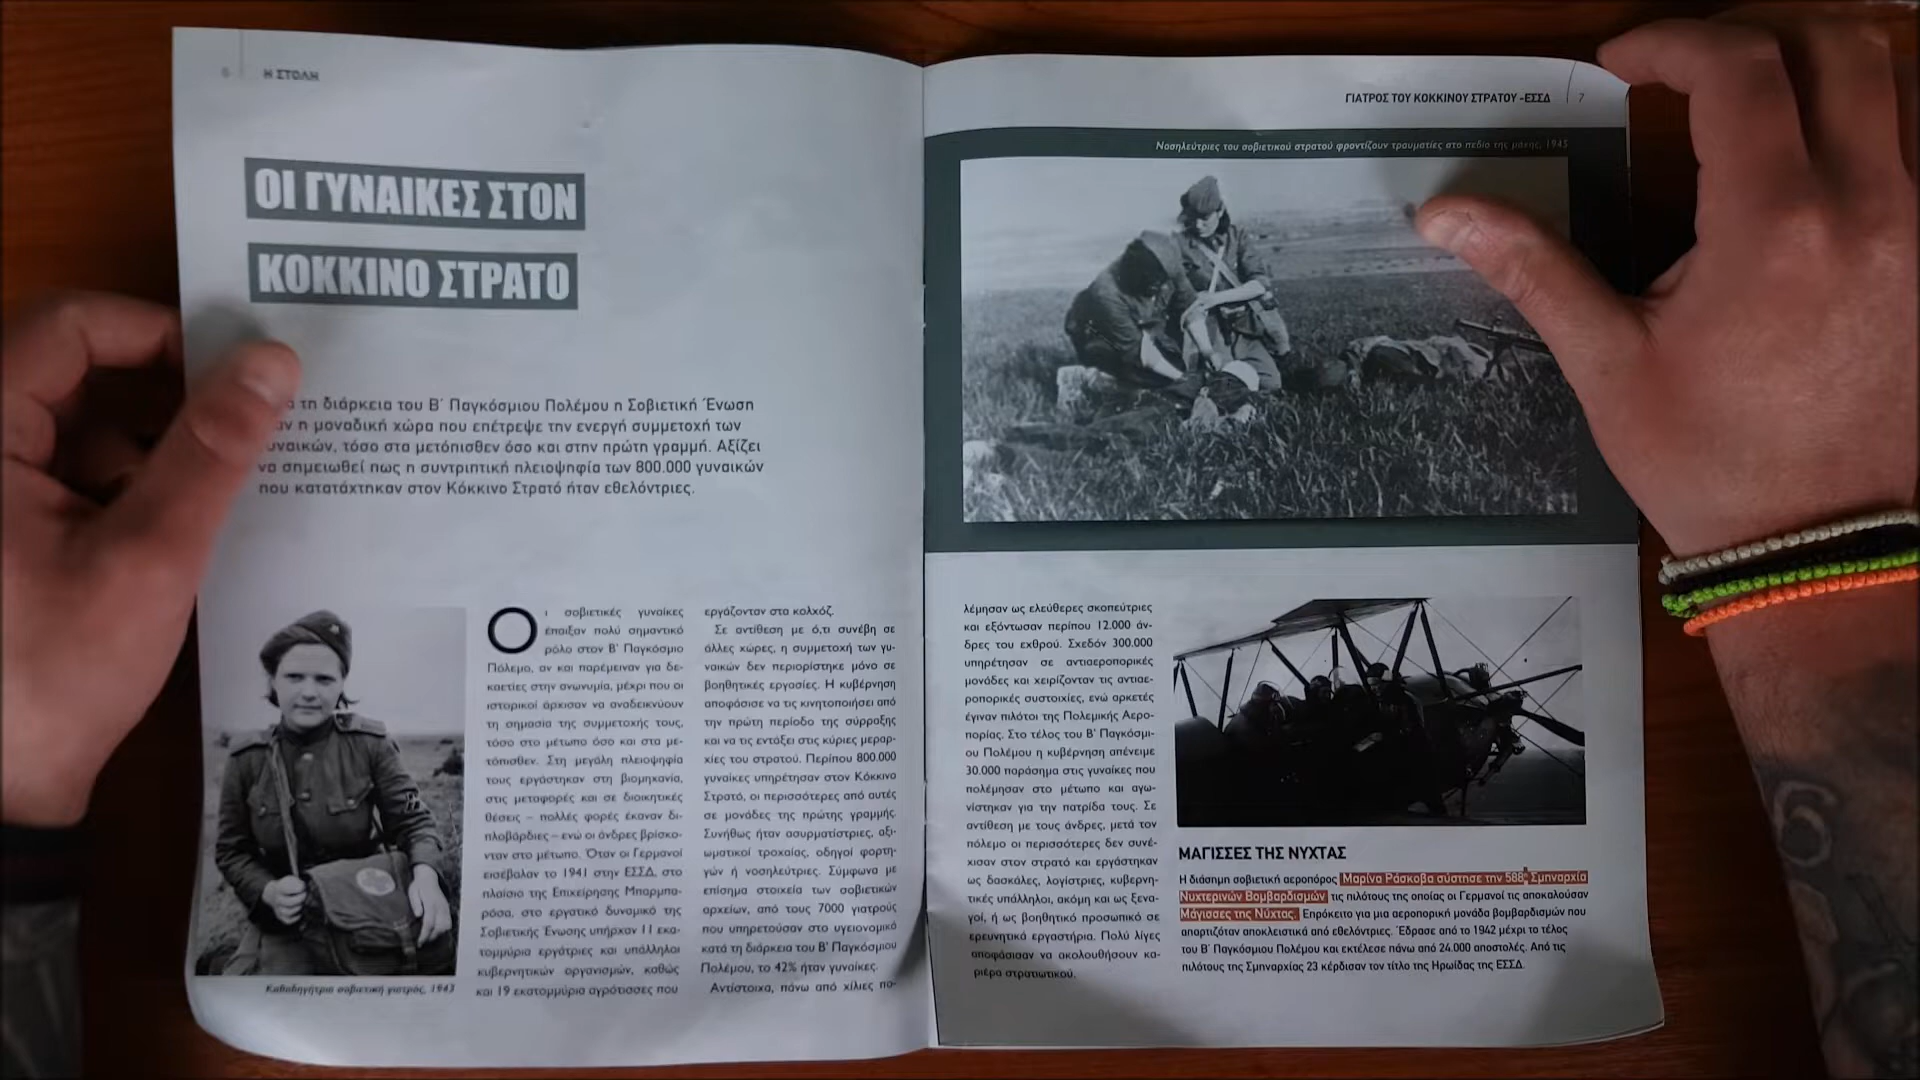 6
Η ΣΤΟΛΗ
ΟΙ ΓΥΝΑΙΚΕΣ ΣΤΟΝ
ΚΟΚΚΙΝΟ ΣΤΡΑΤΟ
τη διάρκεια του Β΄ Παγκόσμιου Πολέμου η Σοβιετική Ένωση
η μοναδική χώρα που επέτρεψε την ενεργή συμμετοχή των
τόσο στα μετόπισθεν όσο και στην πρώτη γραμμή. Αξίζει
να σημειωθεί πως η συντριπτική πλειοψηφία των 800.000 γυναικών
που κατατάχτηκαν στον Κόκκινο Στρατό ήταν εθελόντριες.
Καθοδηγήτρια σοβιετική γιατρός, 1943
Οι σοβιετικές γυναίκες
έπαιξαν πολύ σημαντικό
ρόλο στον Β΄ Παγκόσμιο
Πόλεμο, αν και παρέμειναν για δε-
καετίες στην ανωνυμία, μέχρι που οι
ιστορικοί άρχισαν να αναδεικνύουν
τη σημασία της συμμετοχής τους,
τόσο στο μέτωπο όσο και στα με-
τόπισθεν. Στη μεγάλη πλειοψηφία
τους εργάστηκαν στη βιομηχανία,
στις μεταφορές και σε διοικητικές
θέσεις – πολλές φορές έκαναν δι-
πλοβάρδιες – ενώ οι άνδρες βρίσκο-
νταν στο μέτωπο. Όταν οι Γερμανοί
εισέβαλαν το 1941 στην ΕΣΣΔ, στο
πλαίσιο της Επιχείρησης Μπαρμπα-
ρόσα, στο εργατικό δυναμικό της
Σοβιετικής Ένωσης υπήρχαν 11 εκα-
τομμύρια εργάτριες και υπάλληλοι
κυβερνητικών οργανισμών, καθώς
και 19 εκατομμύρια αγρότισσες που
εργάζονταν στα κολχόζ.
Σε αντίθεση με ό,τι συνέβη σε
άλλες χώρες, η συμμετοχή των γυ-
ναικών δεν περιορίστηκε μόνο σε
βοηθητικές εργασίες. Η κυβέρνηση
αποφάσισε να τις κινητοποιήσει από
την πρώτη περίοδο της σύρραξης
και να τις εντάξει στις κύριες μεραρ-
χίες του στρατού. Περίπου 800.000
γυναίκες υπηρέτησαν στον Κόκκινο
Στρατό, οι περισσότερες από αυτές
σε μονάδες της πρώτης γραμμής.
Συνήθως ήταν ασυρματίστριες, αξι-
ωματικοί τροχαίας, οδηγοί φορτη-
γών ή νοσηλεύτριες. Σύμφωνα με
επίσημα στοιχεία των σοβιετικών
αρχείων, από τους 7000 γιατρούς
που υπηρετούσαν στο υγειονομικό
κατά τη διάρκεια του Β΄ Παγκόσμιου
Πολέμου, το 42% ήταν γυναίκες.
Αντίστοιχα, πάνω από χίλιες πο-
ΓΙΑΤΡΟΣ ΤΟΥ ΚΟΚΚΙΝΟΥ ΣΤΡΑΤΟΥ -ΕΣΣΔ
7
Νοσηλεύτριες του σοβιετικού στρατού φροντίζουν τραυματίες στο πεδίο της μάχης, 1943
λέμησαν ως ελεύθερες σκοπεύτριες
και εξόντωσαν περίπου 12.000 άν-
δρες του εχθρού. Σχεδόν 300.000
υπηρέτησαν σε αντιαεροπορικές
μονάδες και χειρίζονταν τις αντιαε-
ροπορικές συστοιχίες, ενώ αρκετές
έγιναν πιλότοι της Πολεμικής Αερο-
πορίας. Στο τέλος του Β΄ Παγκόσμι-
ου Πολέμου η κυβέρνηση απένειμε
30.000 παράσημα στις γυναίκες που
πολέμησαν στο μέτωπο και αγω-
νίστηκαν για την πατρίδα τους. Σε
αντίθεση με τους άνδρες, μετά τον
πόλεμο οι περισσότερες δεν συνέ-
χισαν στον στρατό και εργάστηκαν
ως δασκάλες, λογίστριες, κυβερνη-
τικές υπάλληλοι, ακόμη και ως ξενα-
γοί, ή ως βοηθητικό προσωπικό σε
ερευνητικά εργαστήρια. Πολύ λίγες
αποφάσισαν να ακολουθήσουν κα-
ριέρα στρατιωτικού.
ΜΑΓΙΣΣΕΣ ΤΗΣ ΝΥΧΤΑΣ
Η διάσημη σοβιετική αεροπόρος Μαρίνα Ράσκοβα σύστησε την 588η Σμηναρχία
Νυχτερινών Βομβαρδισμών τις πιλότους της οποίας οι Γερμανοί τις αποκαλούσαν
Μάγισσες της Νύχτας. Επρόκειτο για μια αεροπορική μονάδα βομβαρδισμών που
απαρτιζόταν αποκλειστικά από εθελόντριες. Έδρασε από το 1942 μέχρι το τέλος
του Β΄ Παγκόσμιου Πολέμου και εκτέλεσε πάνω από 24.000 αποστολές. Από τις
πιλότους της Σμηναρχίας 23 κέρδισαν τον τίτλο της Ηρωίδας της ΕΣΣΔ.